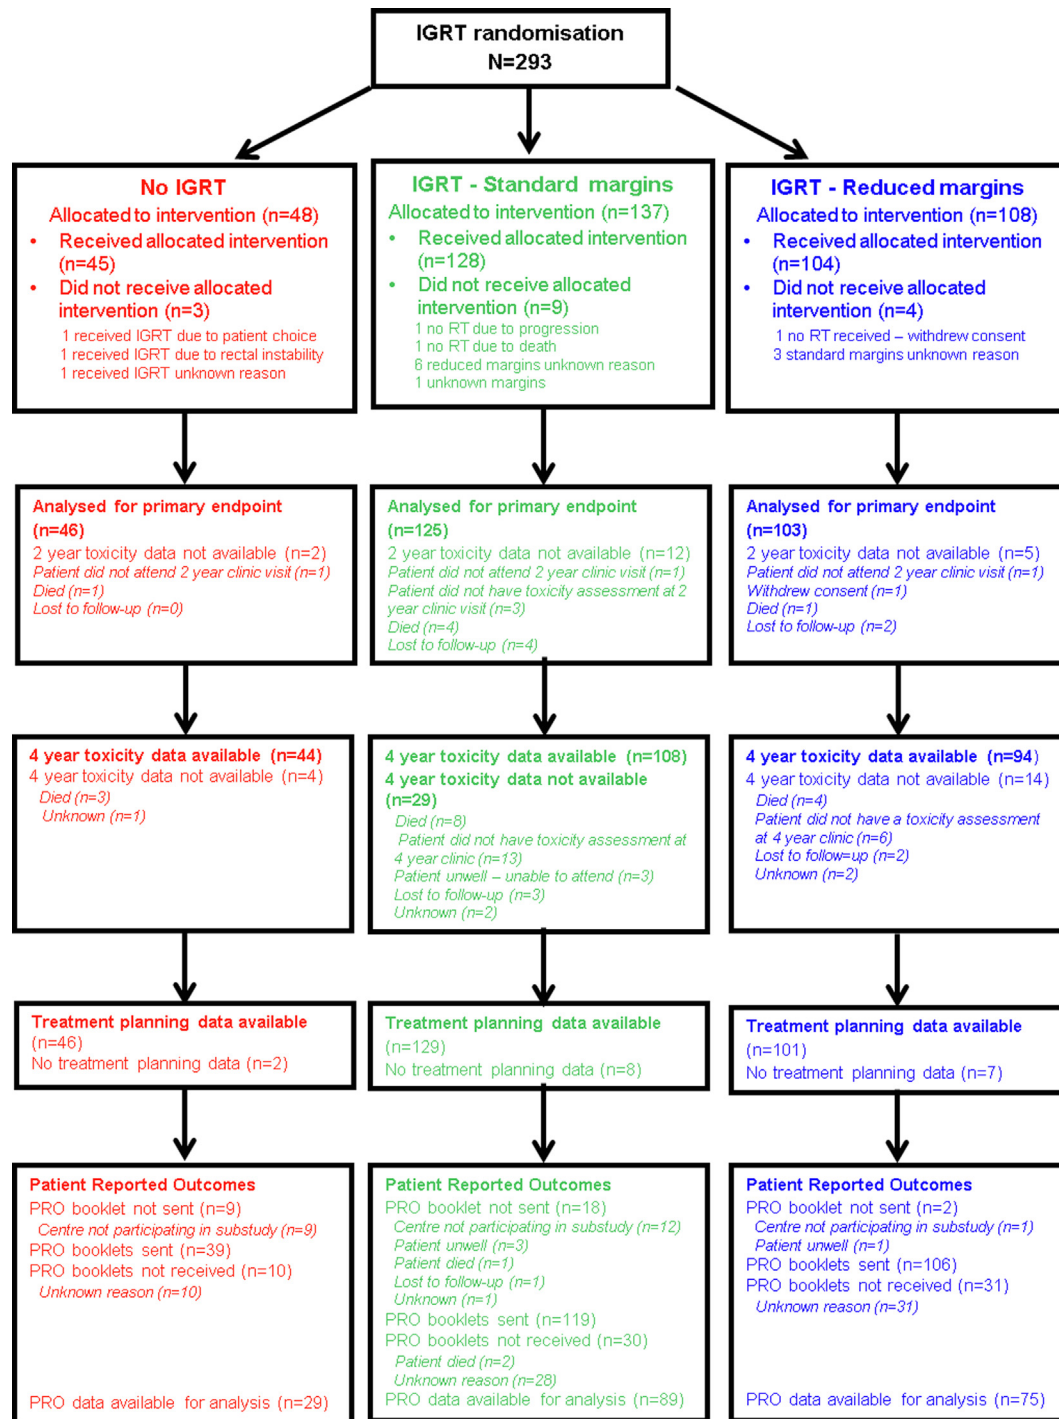 IGRT randomisation
N=293
No IGRT
Allocated to intervention (n=48)
• Received allocated intervention
(n=45)
• Did not receive allocated
intervention (n=3)
1 received IGRT due to patient choice
1 received IGRT due to rectal instability
1 received IGRT unknown reason
IGRT - Standard margins
Allocated to intervention (n=137)
• Received allocated intervention
(n=128)
• Did not receive allocated
intervention (n=9)
1 no RT due to progression
1 no RT due to death
6 reduced margins unknown reason
1 unknown margins
IGRT - Reduced margins
Allocated to intervention (n=108)
• Received allocated intervention
(n=104)
• Did not receive allocated
intervention (n=4)
1 no RT received – withdrew consent
3 standard margins unknown reason
Analysed for primary endpoint
(n=46)
2 year toxicity data not available (n=2)
Patient did not attend 2 year clinic visit (n=1)
Died (n=1)
Lost to follow-up (n=0)
Analysed for primary endpoint
(n=125)
2 year toxicity data not available (n=12)
Patient did not attend 2 year clinic visit (n=1)
Patient did not have toxicity assessment at 2
year clinic visit (n=3)
Died (n=4)
Lost to follow-up (n=4)
Analysed for primary endpoint
(n=103)
2 year toxicity data not available (n=5)
Patient did not attend 2 year clinic visit (n=1)
Withdrew consent (n=1)
Died (n=1)
Lost to follow-up (n=2)
4 year toxicity data available (n=44)
4 year toxicity data not available (n=4)
Died (n=3)
Unknown (n=1)
4 year toxicity data available (n=108)
4 year toxicity data not available
(n=29)
Died (n=8)
Patient did not have toxicity assessment at
4 year clinic (n=13)
Patient unwell – unable to attend (n=3)
Lost to follow-up (n=3)
Unknown (n=2)
4 year toxicity data available (n=94)
4 year toxicity data not available (n=14)
Died (n=4)
Patient did not have a toxicity assessment
at 4 year clinic (n=6)
Lost to follow=up (n=2)
Unknown (n=2)
Treatment planning data available
(n=46)
No treatment planning data (n=2)
Treatment planning data available
(n=129)
No treatment planning data (n=8)
Treatment planning data available
(n=101)
No treatment planning data (n=7)
Patient Reported Outcomes
PRO booklet not sent (n=9)
Centre not participating in substudy (n=9)
PRO booklets sent (n=39)
PRO booklets not received (n=10)
Unknown reason (n=10)
PRO data available for analysis (n=29)
Patient Reported Outcomes
PRO booklet not sent (n=18)
Centre not participating in substudy (n=12)
Patient unwell (n=3)
Patient died (n=1)
Lost to follow-up (n=1)
Unknown (n=1)
PRO booklets sent (n=119)
PRO booklets not received (n=30)
Patient died (n=2)
Unknown reason (n=28)
PRO data available for analysis (n=89)
Patient Reported Outcomes
PRO booklet not sent (n=2)
Centre not participating in substudy (n=1)
Patient unwell (n=1)
PRO booklets sent (n=106)
PRO booklets not received (n=31)
Unknown reason (n=31)
PRO data available for analysis (n=75)